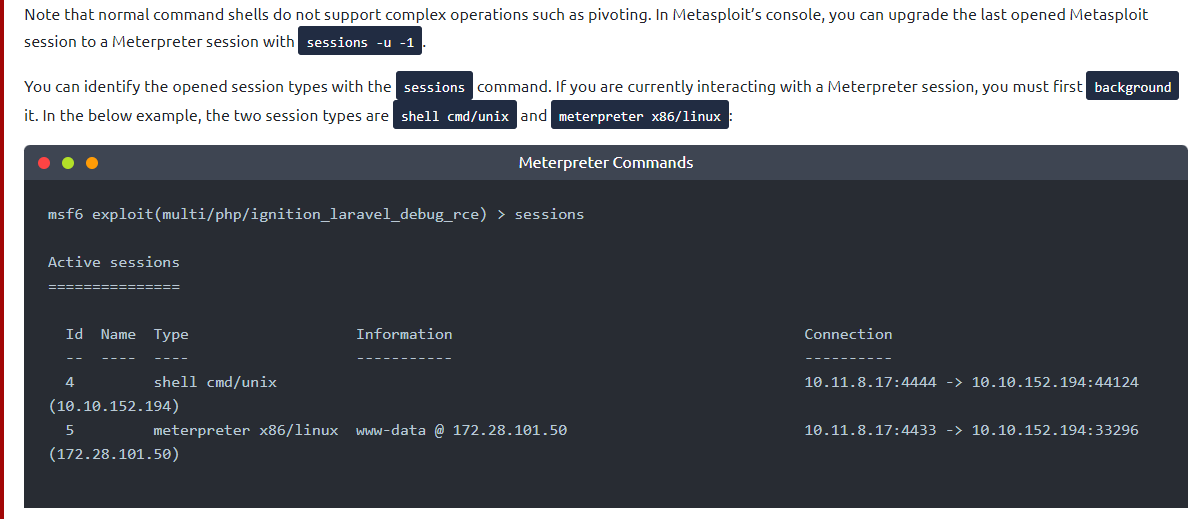 Note that normal command shells do not support complex operations such as pivoting. In Metasploit’s console, you can upgrade the last opened Metasploit
session to a Meterpreter session with sessions -u -1.
You can identify the opened session types with the sessions command. If you are currently interacting with a Meterpreter session, you must first background
it. In the below example, the two session types are shell cmd/unix and meterpreter x86/linux:
Meterpreter Commands
msf6 exploit(multi/php/ignition_laravel_debug_rce) > sessions
Active sessions
===============
Id  Name  Type                   Information                                        Connection
--  ----  ----                   -----------                                        ----------
4         shell cmd/unix                                                            10.11.8.17:4444 -> 10.10.152.194:44124
(10.10.152.194)
5         meterpreter x86/linux  www-data @ 172.28.101.50                           10.11.8.17:4433 -> 10.10.152.194:33296
(172.28.101.50)